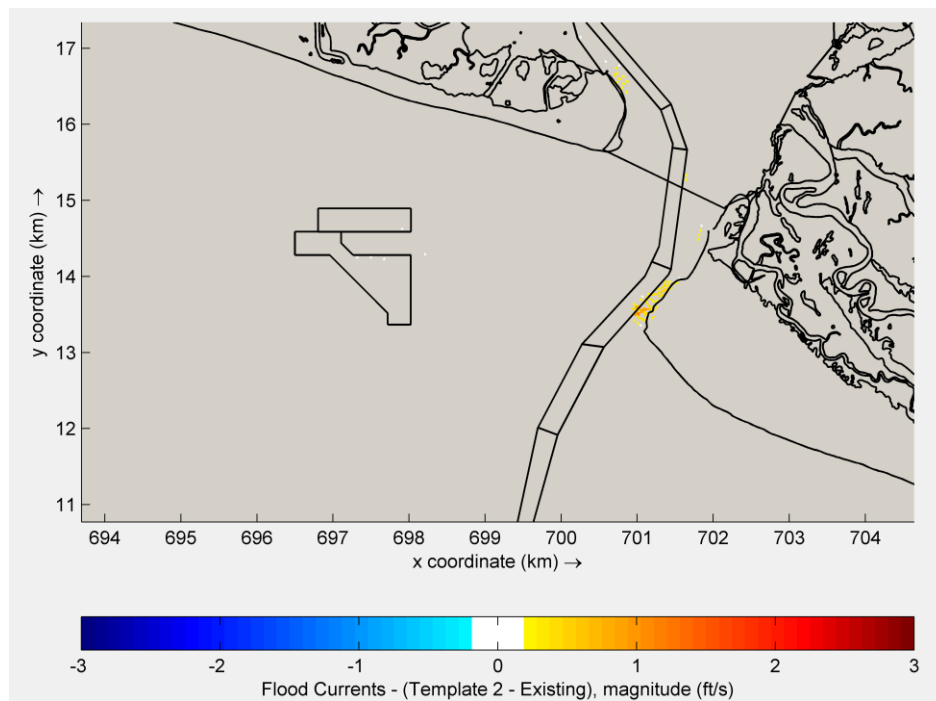 17
16
15
14
13
12
11
y coordinate (km) →
694 695 696 697 698 699 700 701 702 703 704
x coordinate (km) →
-3 -2 -1 0 1 2 3
Flood Currents - (Template 2 - Existing), magnitude (ft/s)